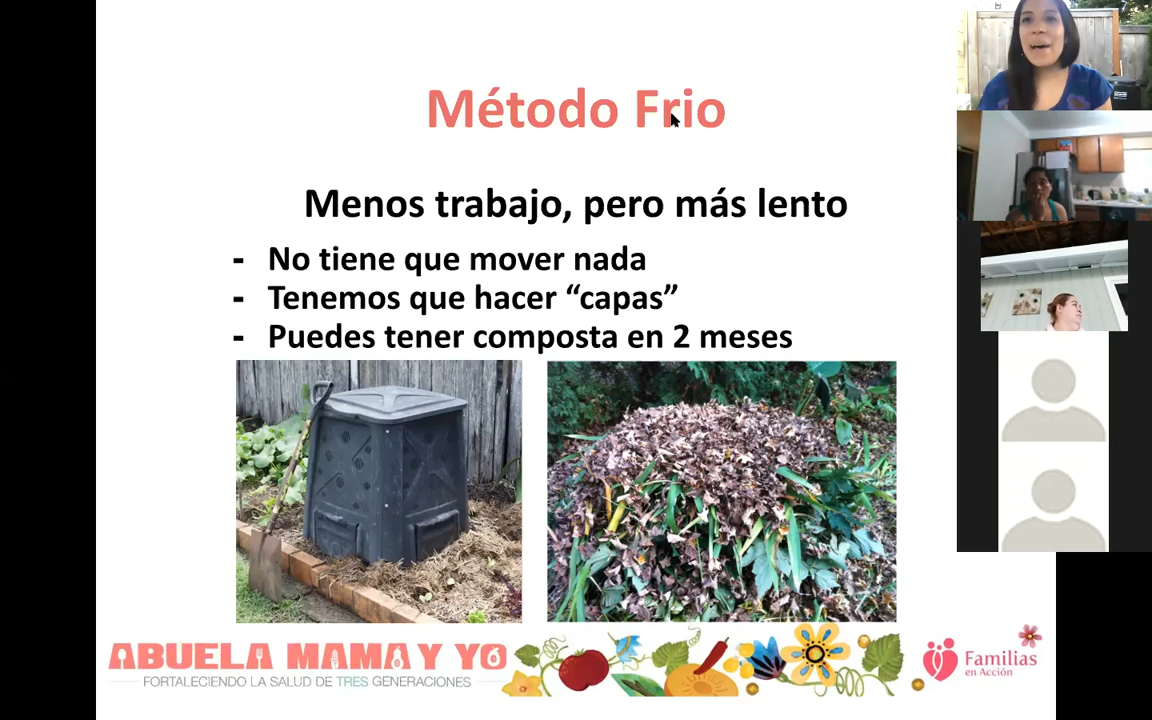 Método Frio
Menos trabajo, pero más lento
- No tiene que mover nada
- Tenemos que hacer “capas”
- Puedes tener composta en 2 meses
ABUELA MAMA Y YO
FORTALECIENDO LA SALUD DE TRES GENERACIONES
Familias
en Acción